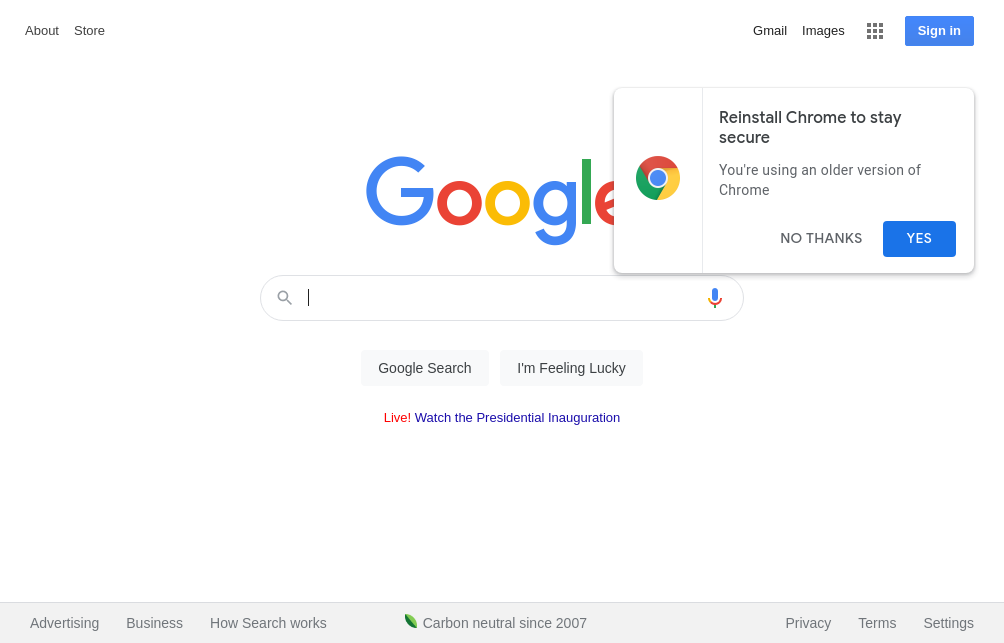 About Store Gmail Images Sign in
Reinstall Chrome to stay
secure
You're using an older version of
Chrome
NO THANKS YES
Google
Google Search I'm Feeling Lucky
Live! Watch the Presidential Inauguration
Advertising Business How Search works Carbon neutral since 2007 Privacy Terms Settings